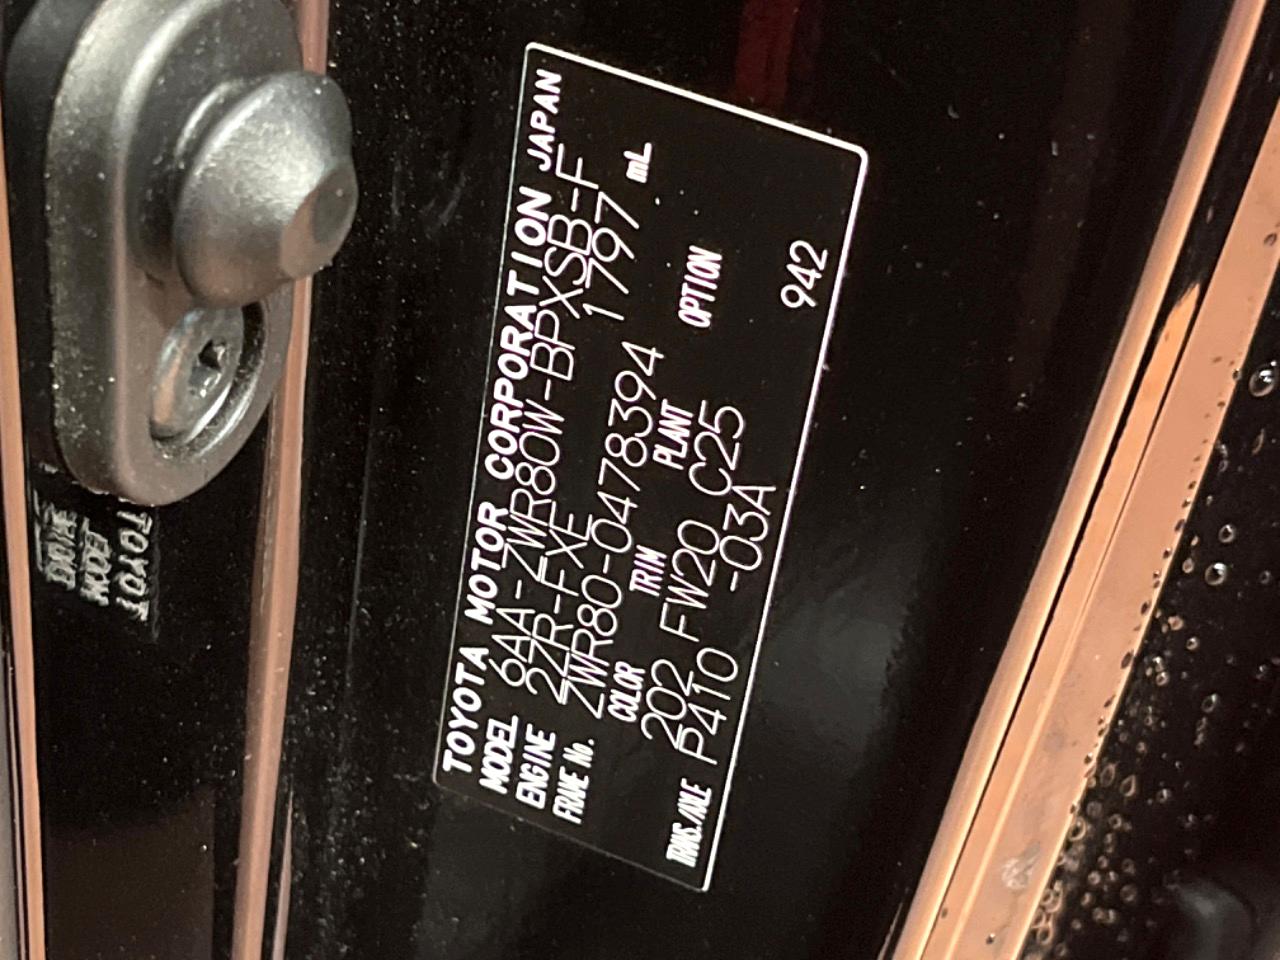 TOYOTA MOTOR CORPORATION JAPAN
MODEL 6AA-ZWR80W-BPXSB-F
ENGINE 2ZR-FXE 1797 mL
FRAME No. ZWR80-0478394
COLOR TRIM PLANT OPTION
202 FW20 C25
TRANS./AXLE P410 -03A 942